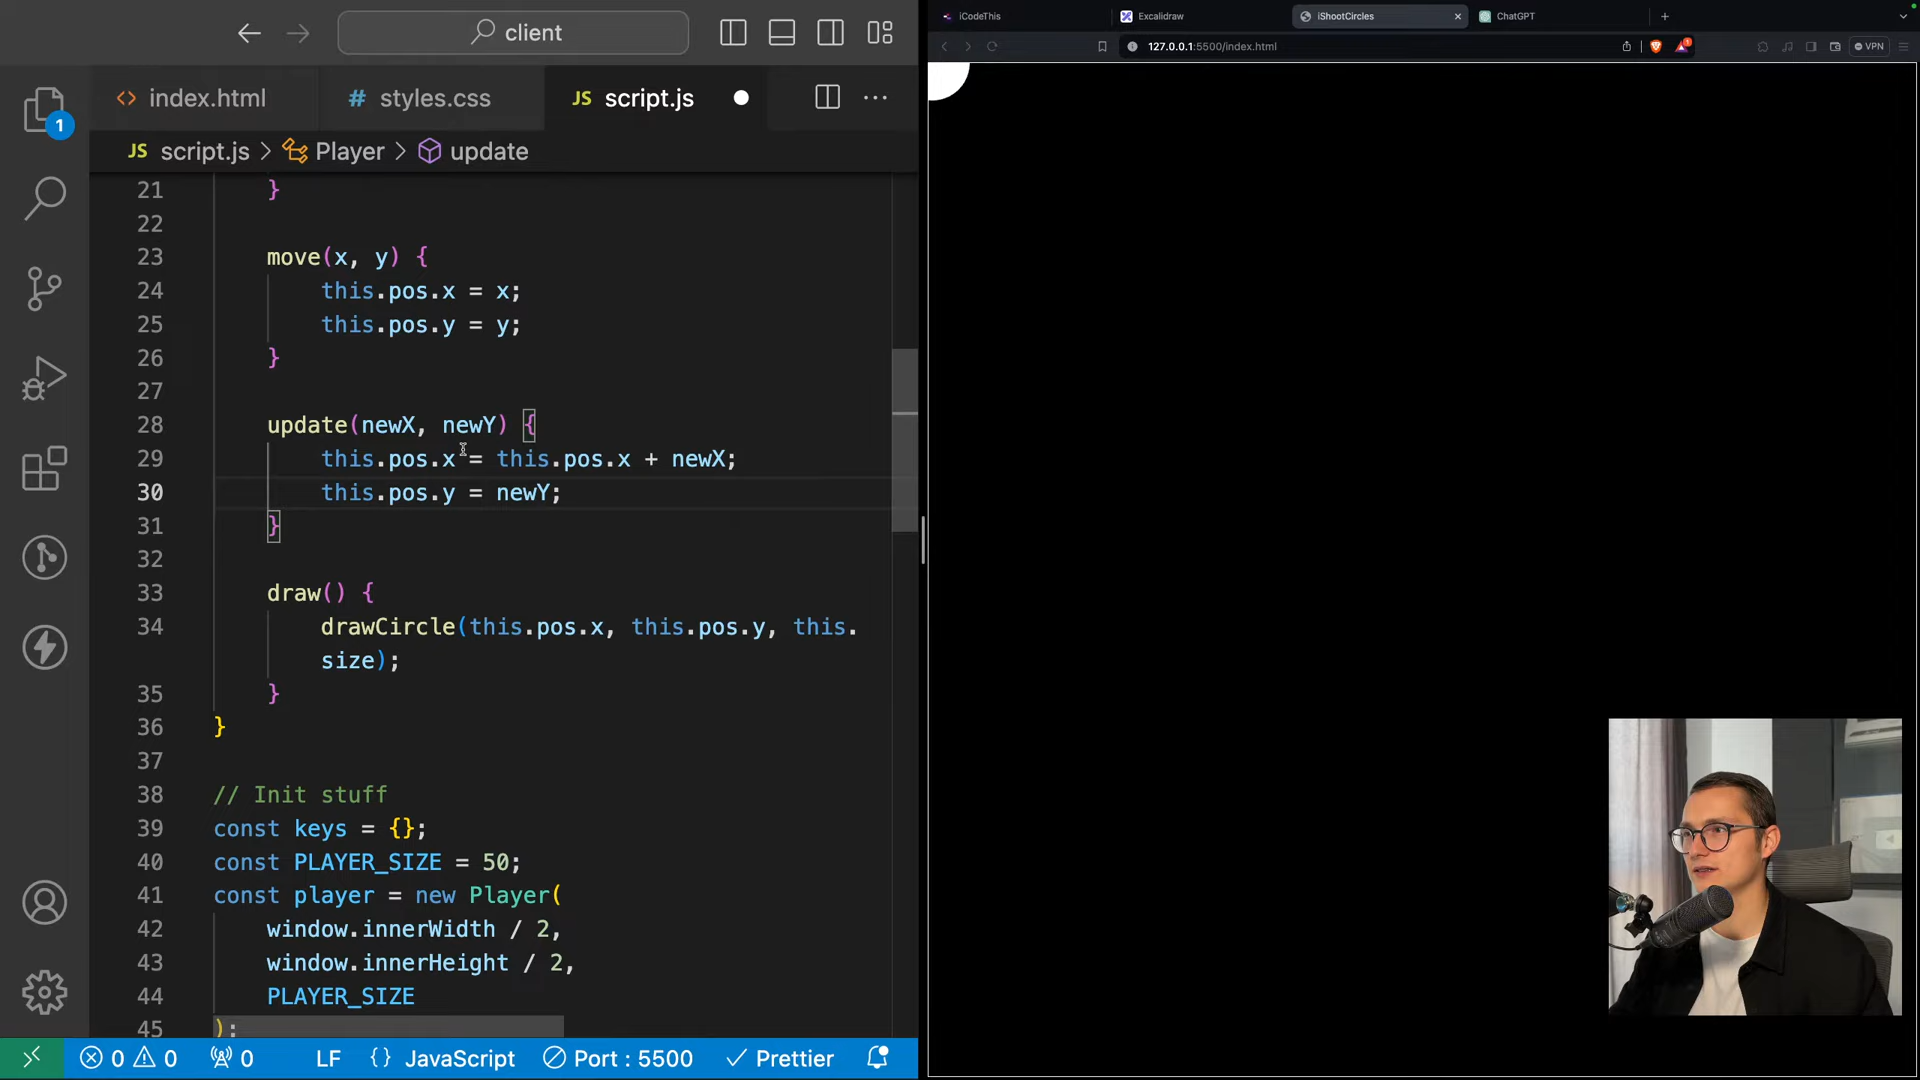 client
index.html
styles.css
script.js
script.js > Player > update
21 }
22
23 move(x, y) {
24 this.pos.x = x;
25 this.pos.y = y;
26 }
27
28 update(newX, newY) {
29 this.pos.x = this.pos.x + newX;
30 this.pos.y = newY;
31 }
32
33 draw() {
34 drawCircle(this.pos.x, this.pos.y, this.
size);
35 }
36 }
37
38 // Init stuff
39 const keys = {};
40 const PLAYER_SIZE = 50;
41 const player = new Player(
42 window.innerWidth / 2,
43 window.innerHeight / 2,
44 PLAYER_SIZE
45 );
0 0 0 LF {} JavaScript Port : 5500 Prettier
1
iCodeThis
Excalidraw
iShootCircles
ChatGPT
127.0.0.1:5500/index.html
VPN